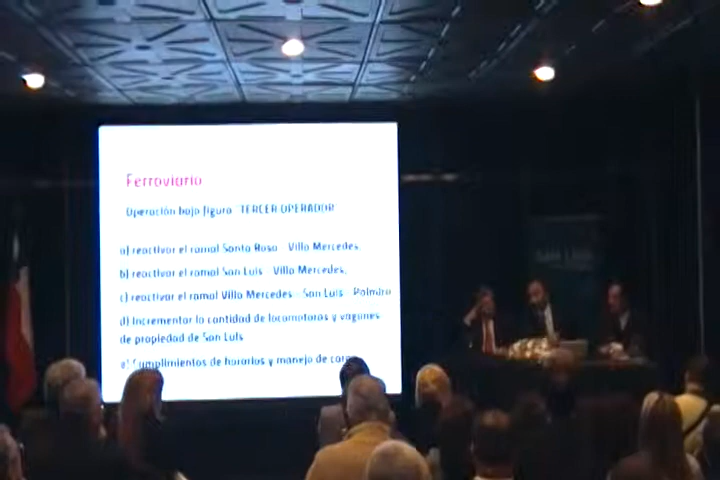 Ferroviario
Operación bajo figura "TERCER OPERADOR"
a) reactivar el ramal Santa Rosa - Villa Mercedes,
b) reactivar el ramal San Luis - Villa Mercedes,
c) reactivar el ramal Villa Mercedes - San Luis - Palmira
d) Incrementar la cantidad de locomotoras y vagones
de propiedad de San Luis
e) Cumplimientos de horarios y manejo de
SAN LUIS